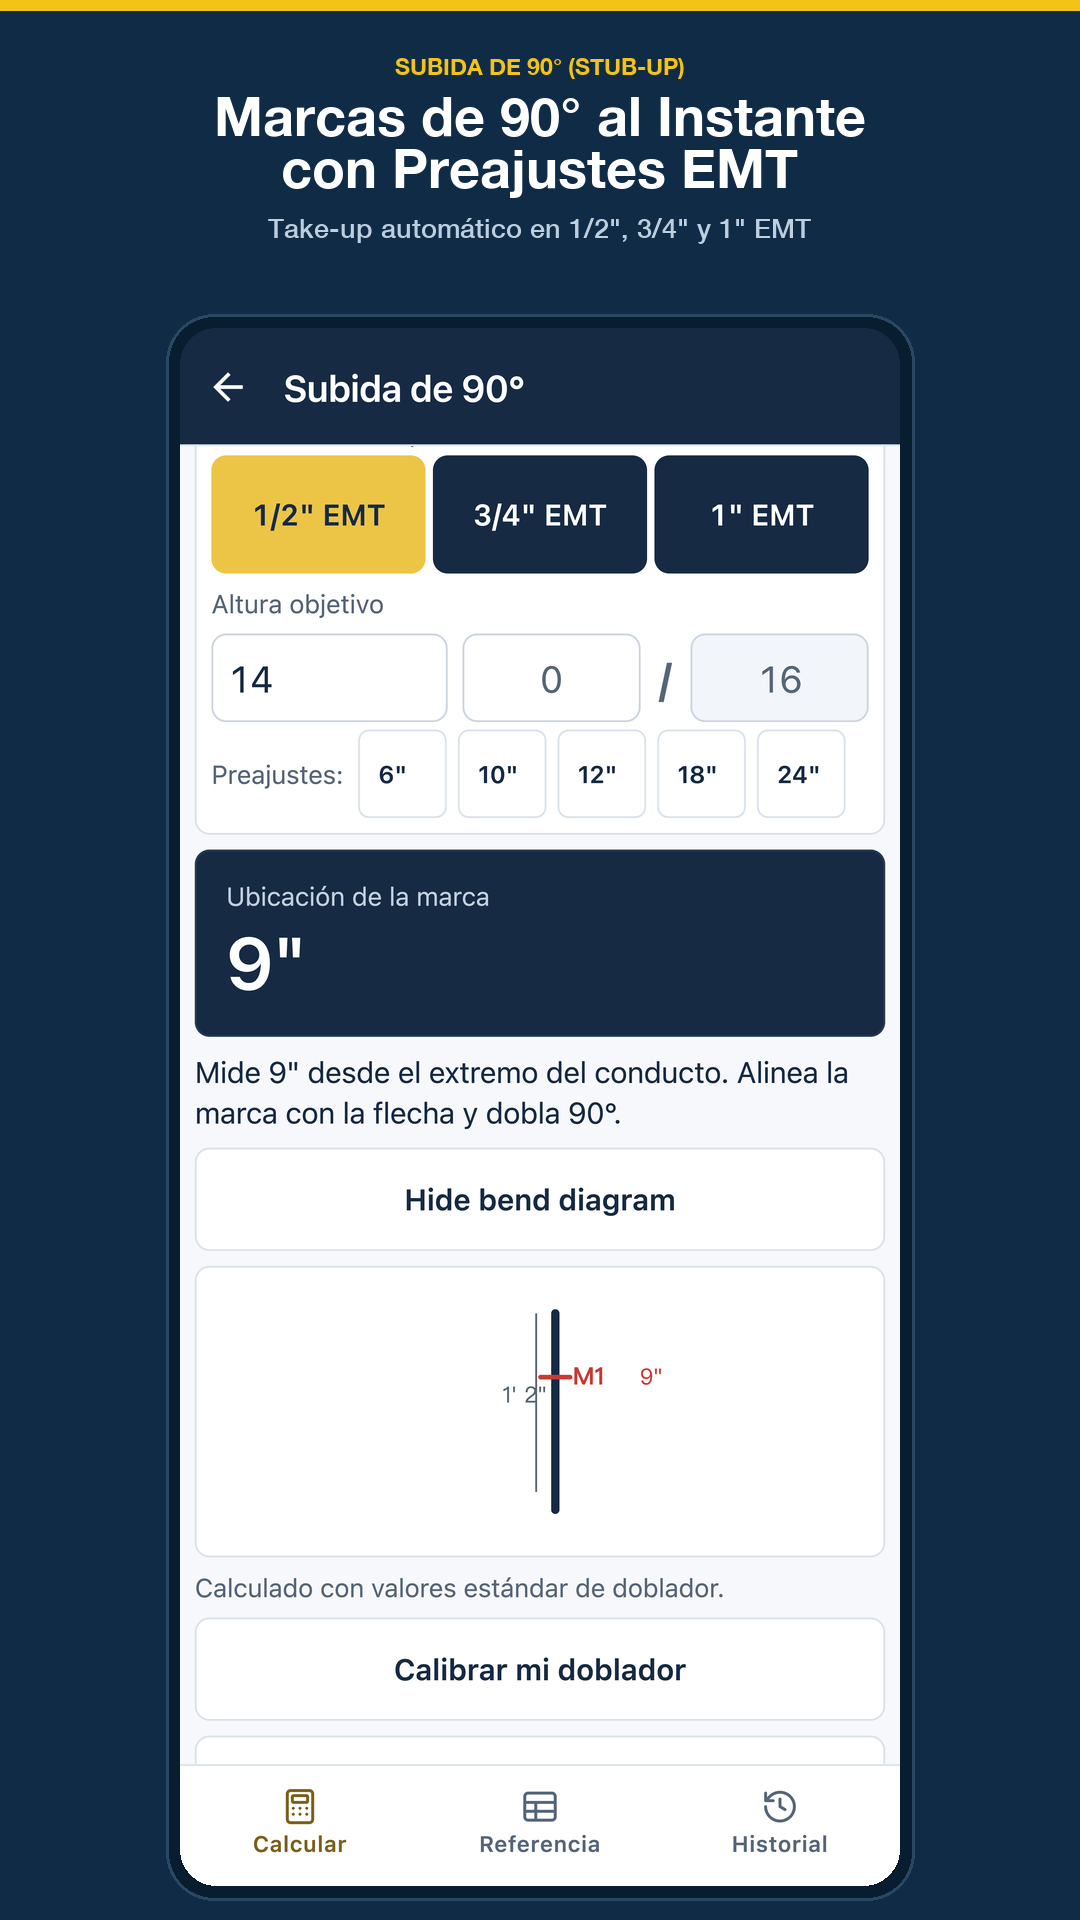 SUBIDA DE 90° (STUB-UP)
Marcas de 90° al Instante
con Preajustes EMT
Take-up automático en 1/2", 3/4" y 1" EMT
Subida de 90°
1/2" EMT
3/4" EMT
1" EMT
Altura objetivo
14
0
/
16
Preajustes:
6"
10"
12"
18"
24"
Ubicación de la marca
9"
Mide 9" desde el extremo del conducto. Alinea la
marca con la flecha y dobla 90°.
Hide bend diagram
M1
9"
1' 2"
Calculado con valores estándar de doblador.
Calibrar mi doblador
Calcular
Referencia
Historial